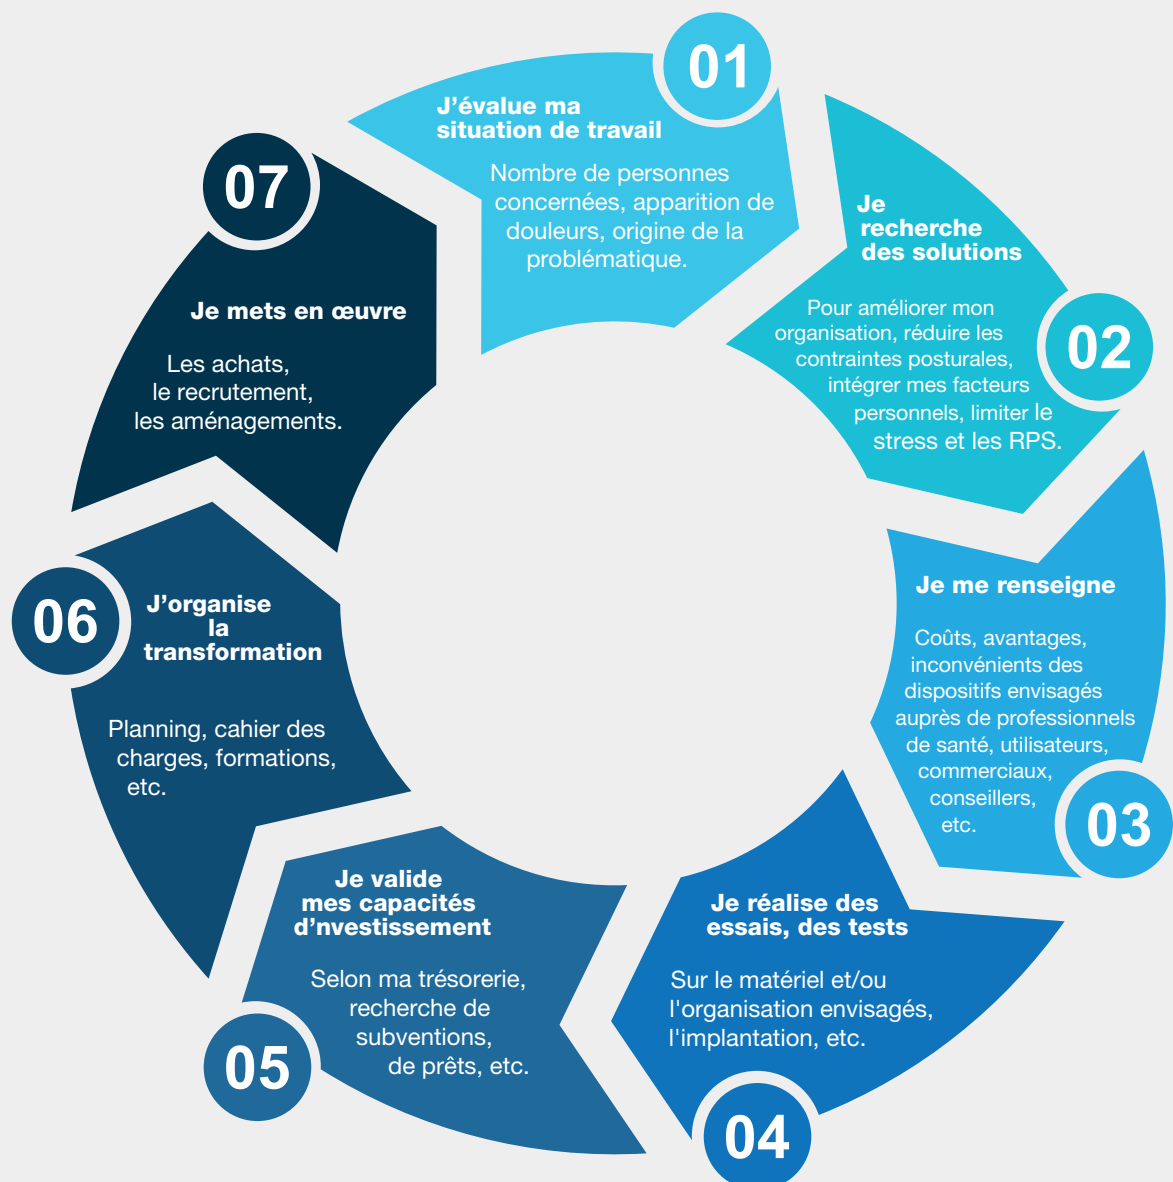 01
J’évalue ma
situation de travail
Nombre de personnes
concernées, apparition de
douleurs, origine de la
problématique.
02
Je
recherche
des solutions
Pour améliorer mon
organisation, réduire les
contraintes posturales,
intégrer mes facteurs
personnels, limiter le
stress et les RPS.
03
Je me renseigne
Coûts, avantages,
inconvénients des
dispositifs envisagés
auprès de professionnels
de santé, utilisateurs,
commerciaux,
conseillers,
etc.
04
Je réalise des
essais, des tests
Sur le matériel et/ou
l'organisation envisagés,
l'implantation, etc.
05
Je valide
mes capacités
d’nvestissement
Selon ma trésorerie,
recherche de
subventions,
de prêts, etc.
06
J’organise
la
transformation
Planning, cahier des
charges, formations,
etc.
07
Je mets en œuvre
Les achats,
le recrutement,
les aménagements.